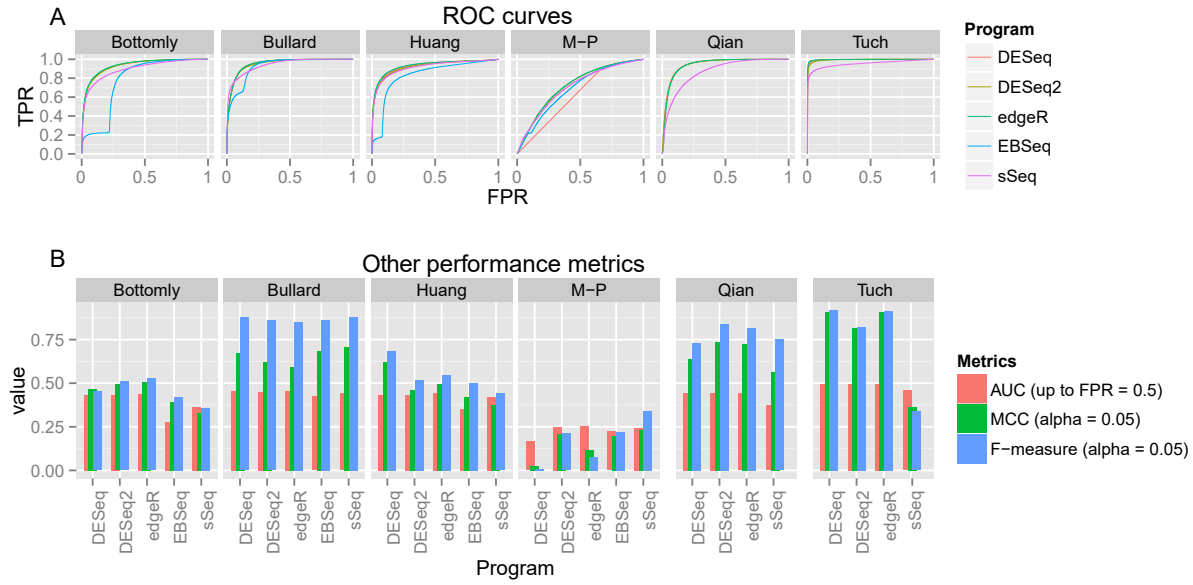 A
ROC curves
Bottomly Bullard Huang M−P Qian Tuch
1.0
0.8
0.6
0.4
0.2
0.0
TPR
0 0.5 1 0 0.5 1 0 0.5 1 0 0.5 1 0 0.5 1 0 0.5 1
FPR
Program
DESeq
DESeq2
edgeR
EBSeq
sSeq
B
Other performance metrics
Bottomly Bullard Huang M−P Qian Tuch
0.75
0.50
0.25
0.00
value
DESeq DESeq2 edgeR EBSeq sSeq DESeq DESeq2 edgeR EBSeq sSeq DESeq DESeq2 edgeR EBSeq sSeq DESeq DESeq2 edgeR EBSeq sSeq DESeq DESeq2 edgeR sSeq DESeq DESeq2 edgeR sSeq
Program
Metrics
AUC (up to FPR = 0.5)
MCC (alpha = 0.05)
F−measure (alpha = 0.05)